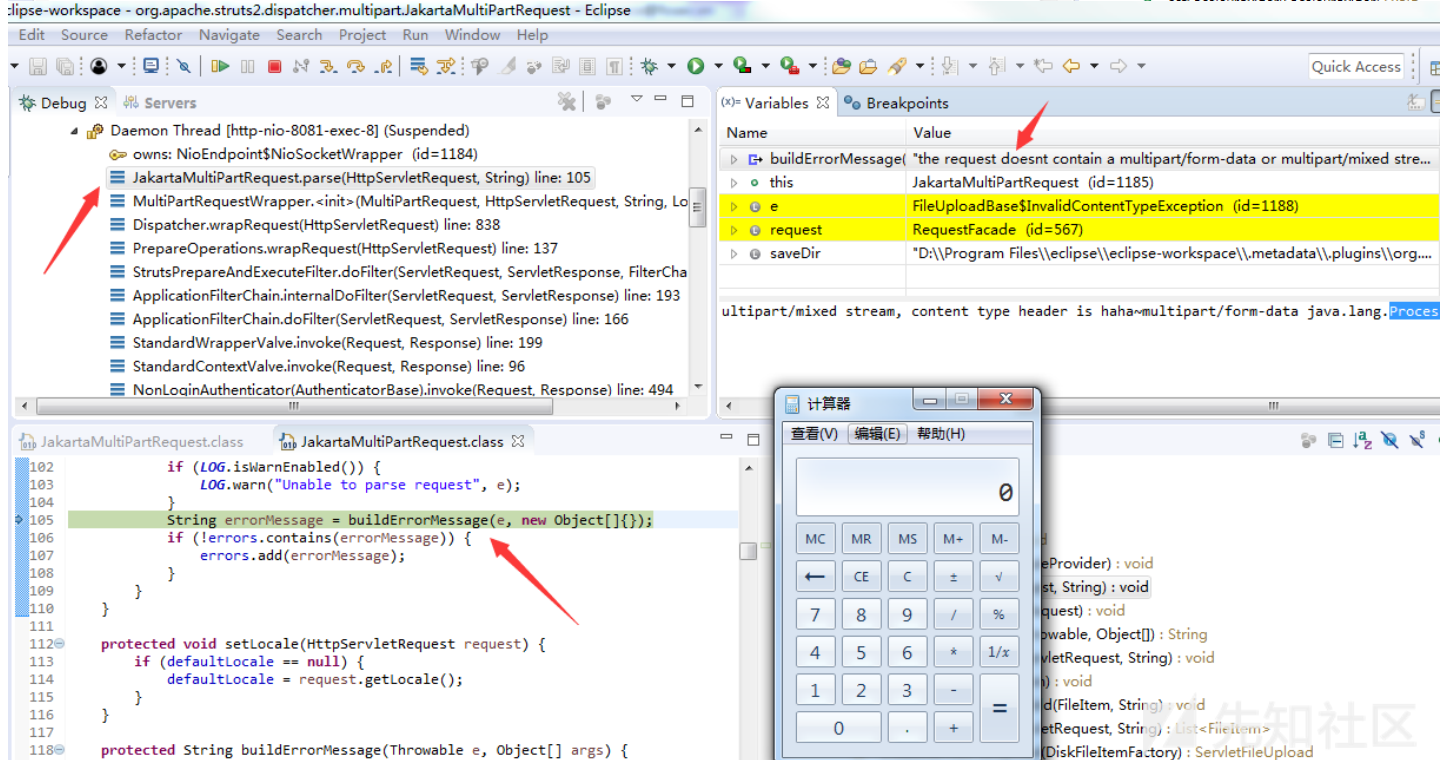 clipse-workspace - org.apache.struts2.dispatcher.multipart.JakartaMultiPartRequest - Eclipse
Edit Source Refactor Navigate Search Project Run Window Help
Quick Access
Debug Servers
Daemon Thread [http-nio-8081-exec-8] (Suspended)
owns: NioEndpoint$NioSocketWrapper (id=1184)
JakartaMultiPartRequest.parse(HttpServletRequest, String) line: 105
MultiPartRequestWrapper.<init>(MultiPartRequest, HttpServletRequest, String, Lo
Dispatcher.wrapRequest(HttpServletRequest) line: 838
PrepareOperations.wrapRequest(HttpServletRequest) line: 137
StrutsPrepareAndExecuteFilter.doFilter(ServletRequest, ServletResponse, FilterCha
ApplicationFilterChain.internalDoFilter(ServletRequest, ServletResponse) line: 193
ApplicationFilterChain.doFilter(ServletRequest, ServletResponse) line: 166
StandardWrapperValve.invoke(Request, Response) line: 199
StandardContextValve.invoke(Request, Response) line: 96
NonLoginAuthenticator(AuthenticatorBase).invoke(Request, Response) line: 494
(x)= Variables Breakpoints
Name Value
buildErrorMessage( "the request doesnt contain a multipart/form-data or multipart/mixed stre...
this JakartaMultiPartRequest (id=1185)
e FileUploadBase$InvalidContentTypeException (id=1188)
request RequestFacade (id=567)
saveDir "D:\\Program Files\\eclipse\\eclipse-workspace\\.metadata\\.plugins\\org....
ultipart/mixed stream, content type header is haha~multipart/form-data java.lang.Proces
JakartaMultiPartRequest.class JakartaMultiPartRequest.class
102 if (LOG.isWarnEnabled()) {
103 LOG.warn("Unable to parse request", e);
104 }
105 String errorMessage = buildErrorMessage(e, new Object[]{});
106 if (!errors.contains(errorMessage)) {
107 errors.add(errorMessage);
108 }
109 }
110 }
111
112 protected void setLocale(HttpServletRequest request) {
113 if (defaultLocale == null) {
114 defaultLocale = request.getLocale();
115 }
116 }
117
118 protected String buildErrorMessage(Throwable e, Object[] args) {
计算器
查看(V) 编辑(E) 帮助(H)
0
MC MR MS M+ M-
← CE C ± √
7 8 9 / %
4 5 6 * 1/x
1 2 3 - =
0 . +
eProvider) : void
st, String) : void
quest) : void
owable, Object[]) : String
vletRequest, String) : void
) : void
d(FileItem, String) : void
etRequest, String) : List<FileItem>
(DiskFileItemFactory) : ServletFileUpload
先知社区